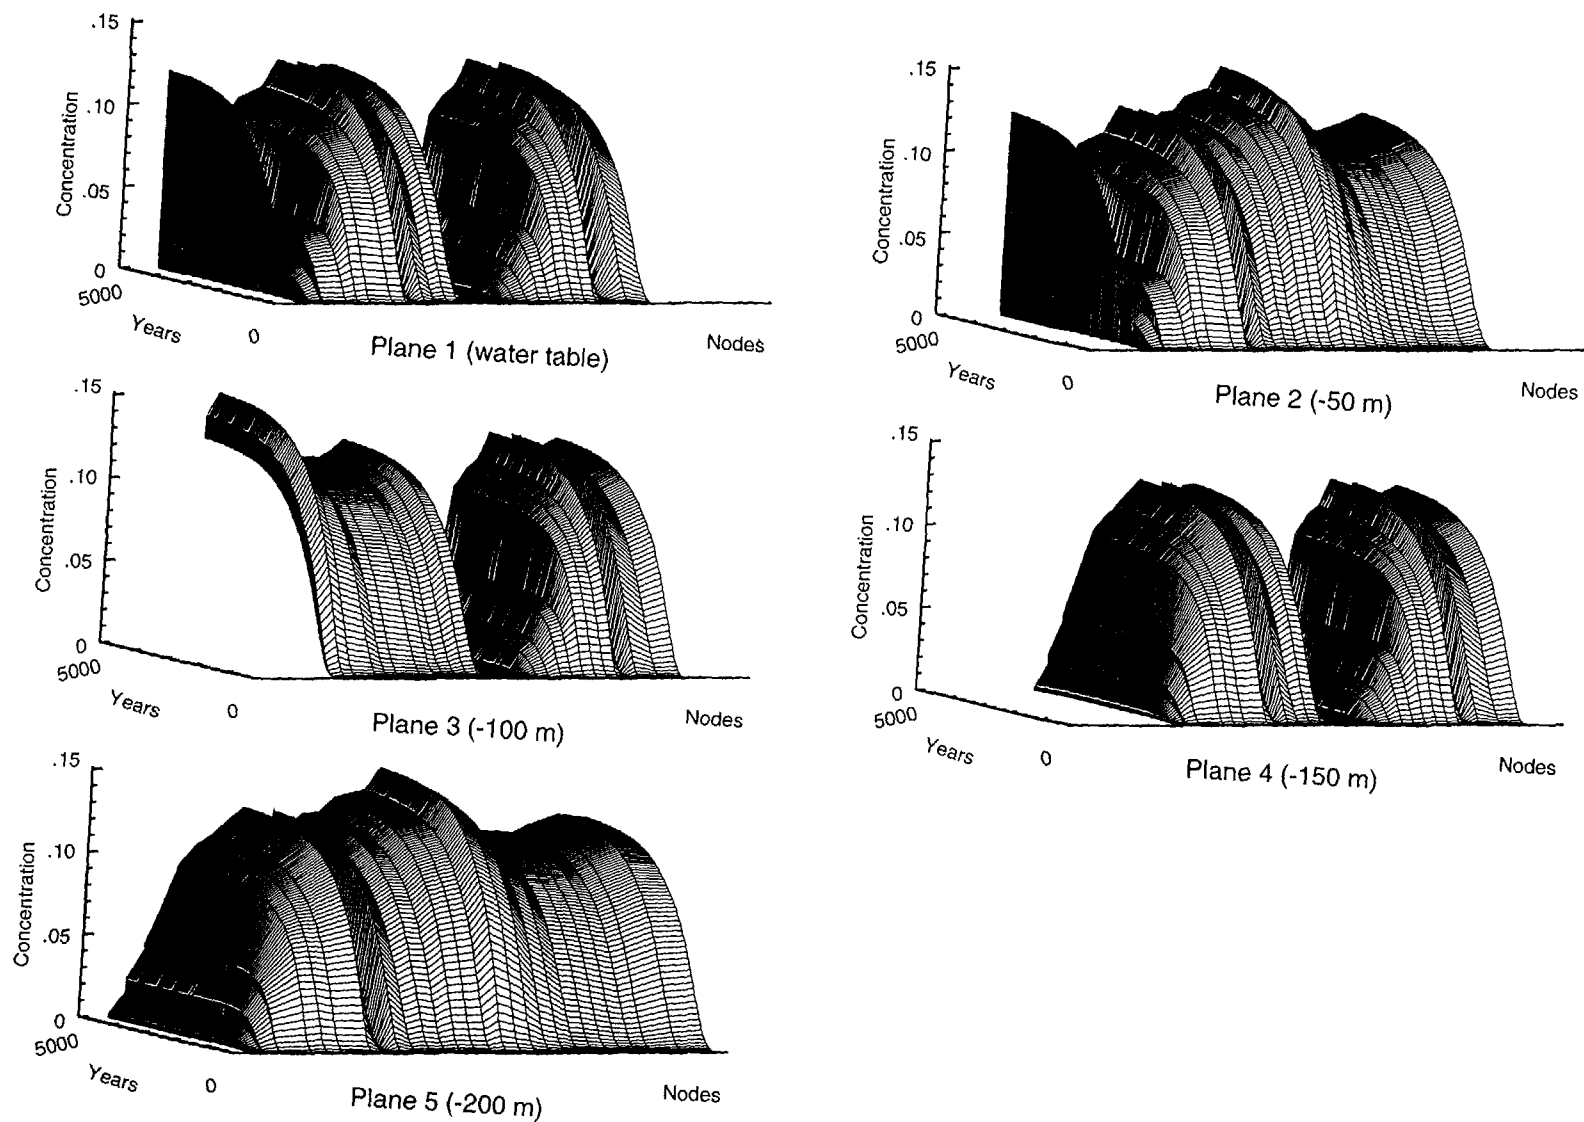 .15
.10
.05
0
Concentration
5000
Years
0
Plane 1 (water table)
Nodes
.15
.10
.05
0
Concentration
5000
Years
0
Plane 2 (-50 m)
Nodes
.15
.10
.05
0
Concentration
5000
Years
0
Plane 3 (-100 m)
Nodes
.15
.10
.05
0
Concentration
5000
Years
0
Plane 4 (-150 m)
Nodes
.15
.10
.05
0
Concentration
5000
Years
0
Plane 5 (-200 m)
Nodes